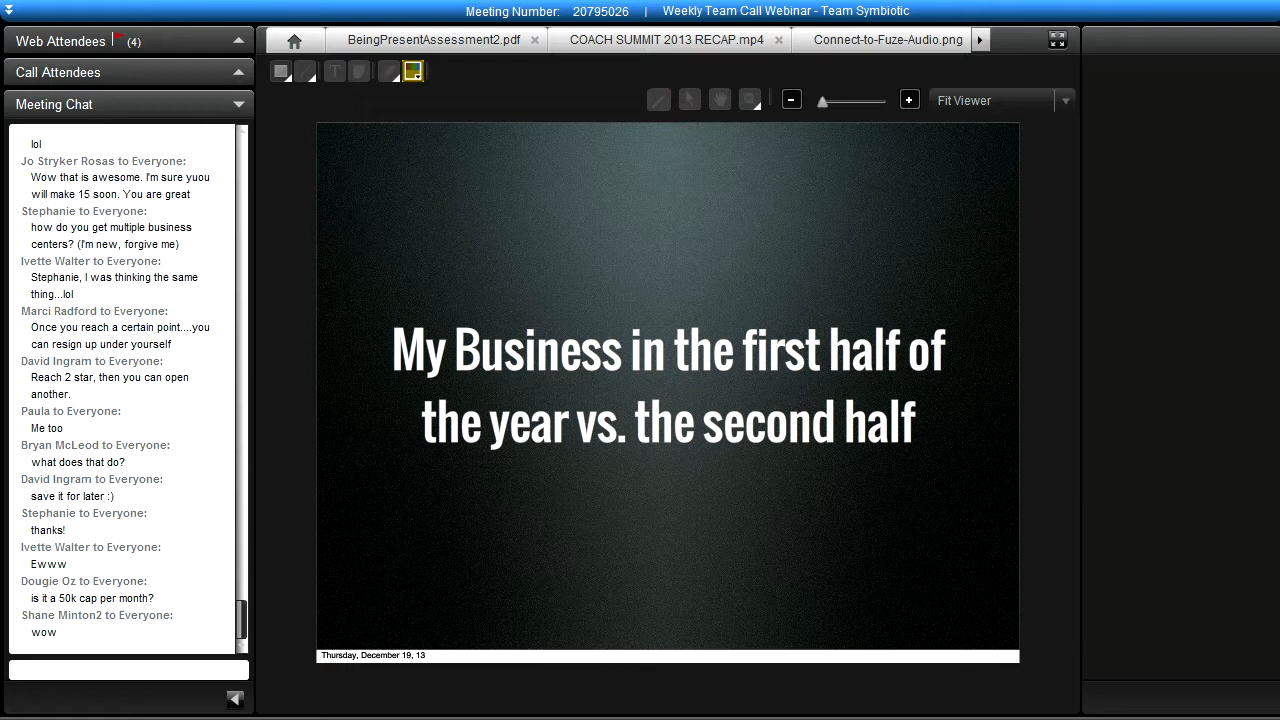 Meeting Number: 20795026 | Weekly Team Call Webinar - Team Symbiotic
Web Attendees (4)
BeingPresentAssessment2.pdf
COACH SUMMIT 2013 RECAP.mp4
Connect-to-Fuze-Audio.png
Call Attendees
Meeting Chat
Fit Viewer
lol
Jo Stryker Rosas to Everyone:
Wow that is awesome. I'm sure yuou
will make 15 soon. You are great
Stephanie to Everyone:
how do you get multiple business
centers? (I'm new, forgive me)
Ivette Walter to Everyone:
Stephanie, I was thinking the same
thing...lol
Marci Radford to Everyone:
Once you reach a certain point....you
can resign up under yourself
David Ingram to Everyone:
Reach 2 star, then you can open
another.
Paula to Everyone:
Me too
Bryan McLeod to Everyone:
what does that do?
David Ingram to Everyone:
save it for later :)
Stephanie to Everyone:
thanks!
Ivette Walter to Everyone:
Ewww
Dougie Oz to Everyone:
is it a 50k cap per month?
Shane Minton2 to Everyone:
wow
My Business in the first half of
the year vs. the second half
Thursday, December 19, 13